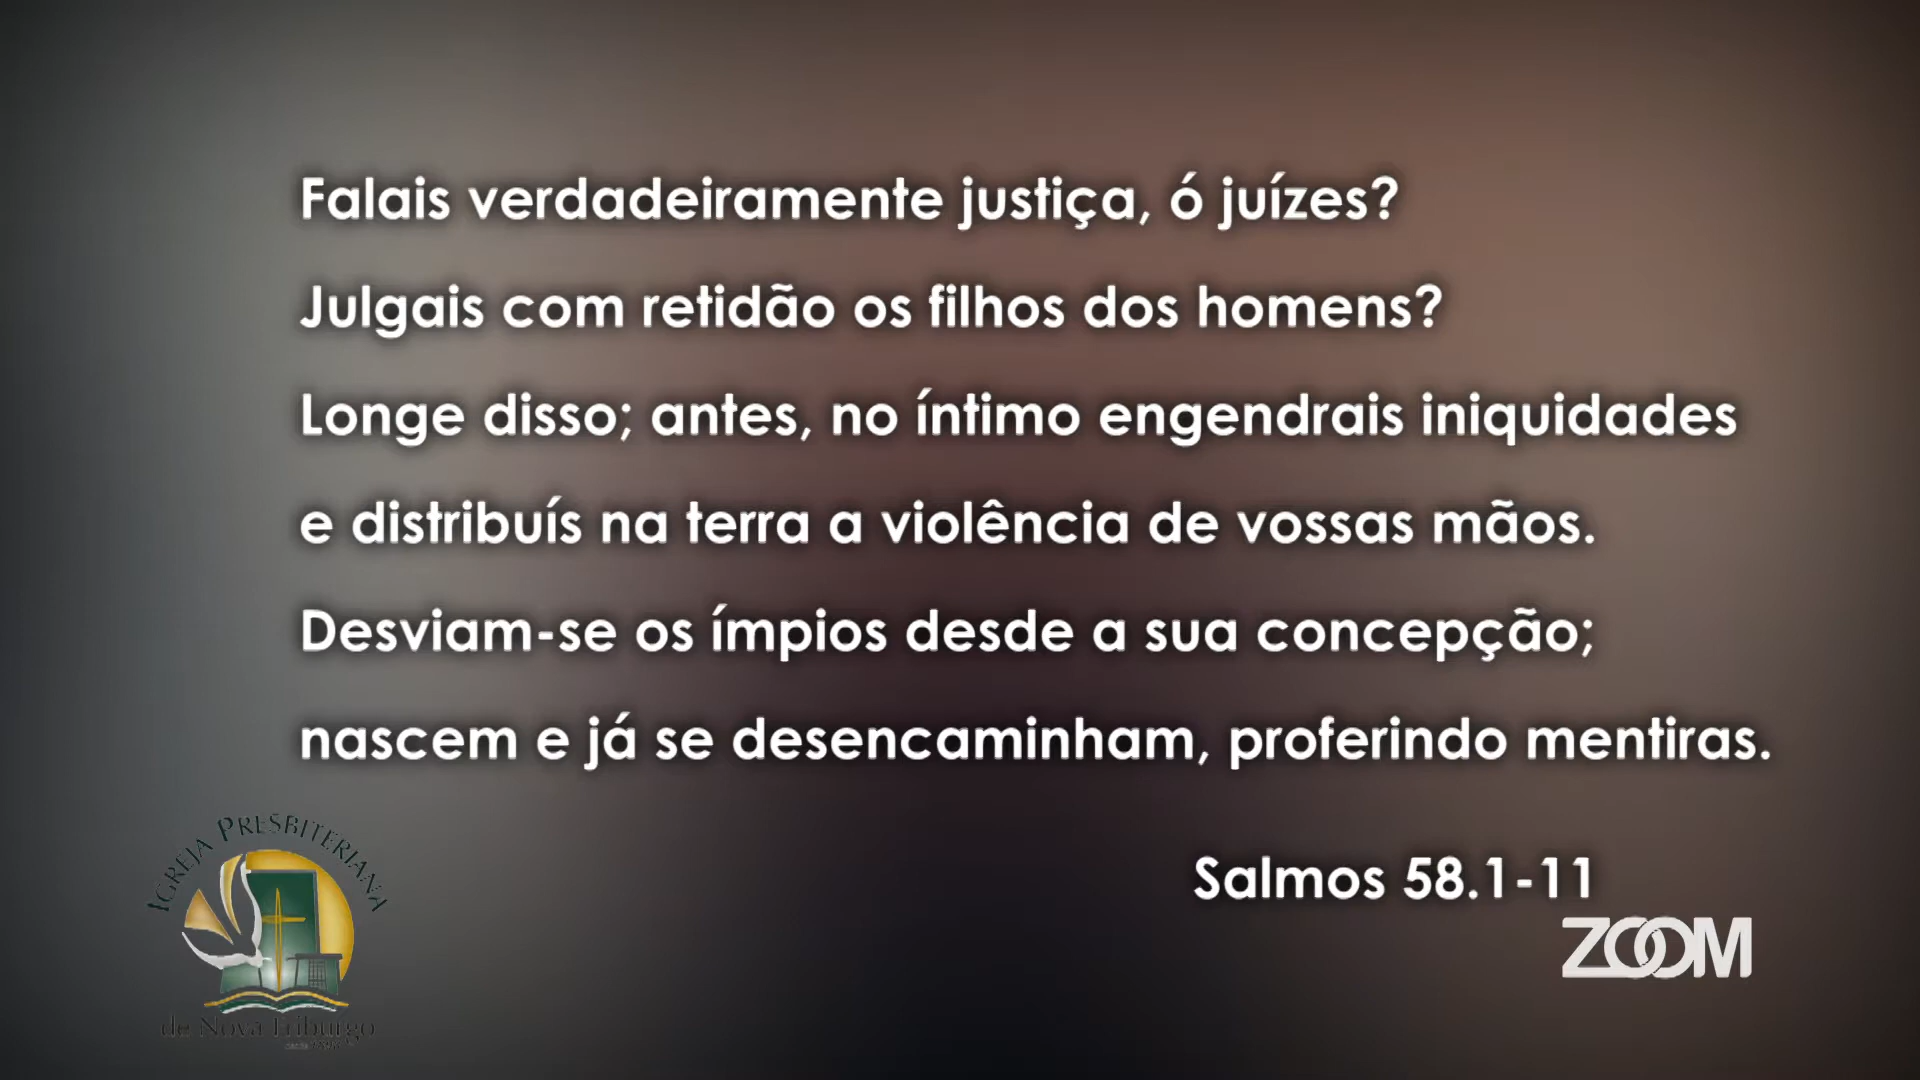 Falais verdadeiramente justiça, ó juízes?
Julgais com retidão os filhos dos homens?
Longe disso; antes, no íntimo engendrais iniquidades
e distribuís na terra a violência de vossas mãos.
Desviam-se os ímpios desde a sua concepção;
nascem e já se desencaminham, proferindo mentiras.
Salmos 58.1-11
IGREJA PRESBITERIANA
de Nova Friburgo
ZOOM